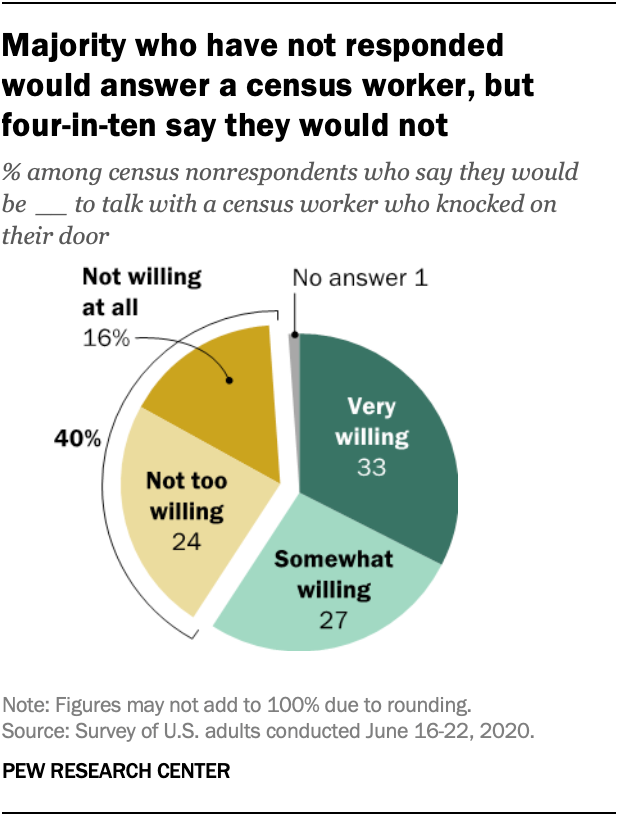 Majority who have not responded
would answer a census worker, but
four-in-ten say they would not
% among census nonrespondents who say they would
be __ to talk with a census worker who knocked on
their door
Not willing
at all
16%
No answer 1
Very
willing
33
40%
Not too
willing
24
Somewhat
willing
27
Note: Figures may not add to 100% due to rounding.
Source: Survey of U.S. adults conducted June 16-22, 2020.
PEW RESEARCH CENTER